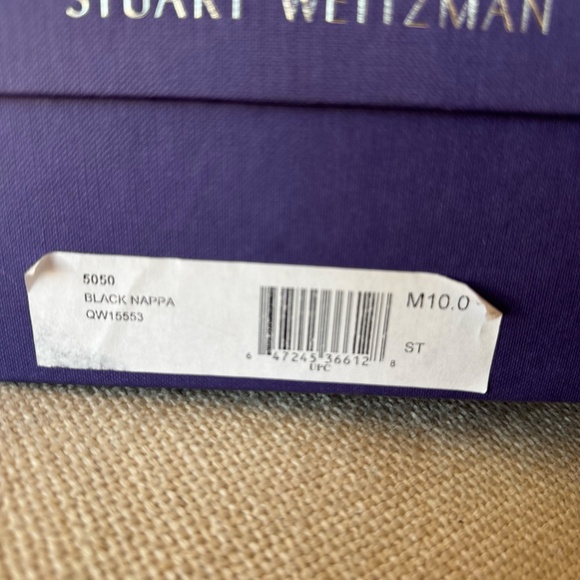 STUART WEITZMAN
5050
BLACK NAPPA
QW15553
M10.0
6 47245 36612 8
UPC
ST